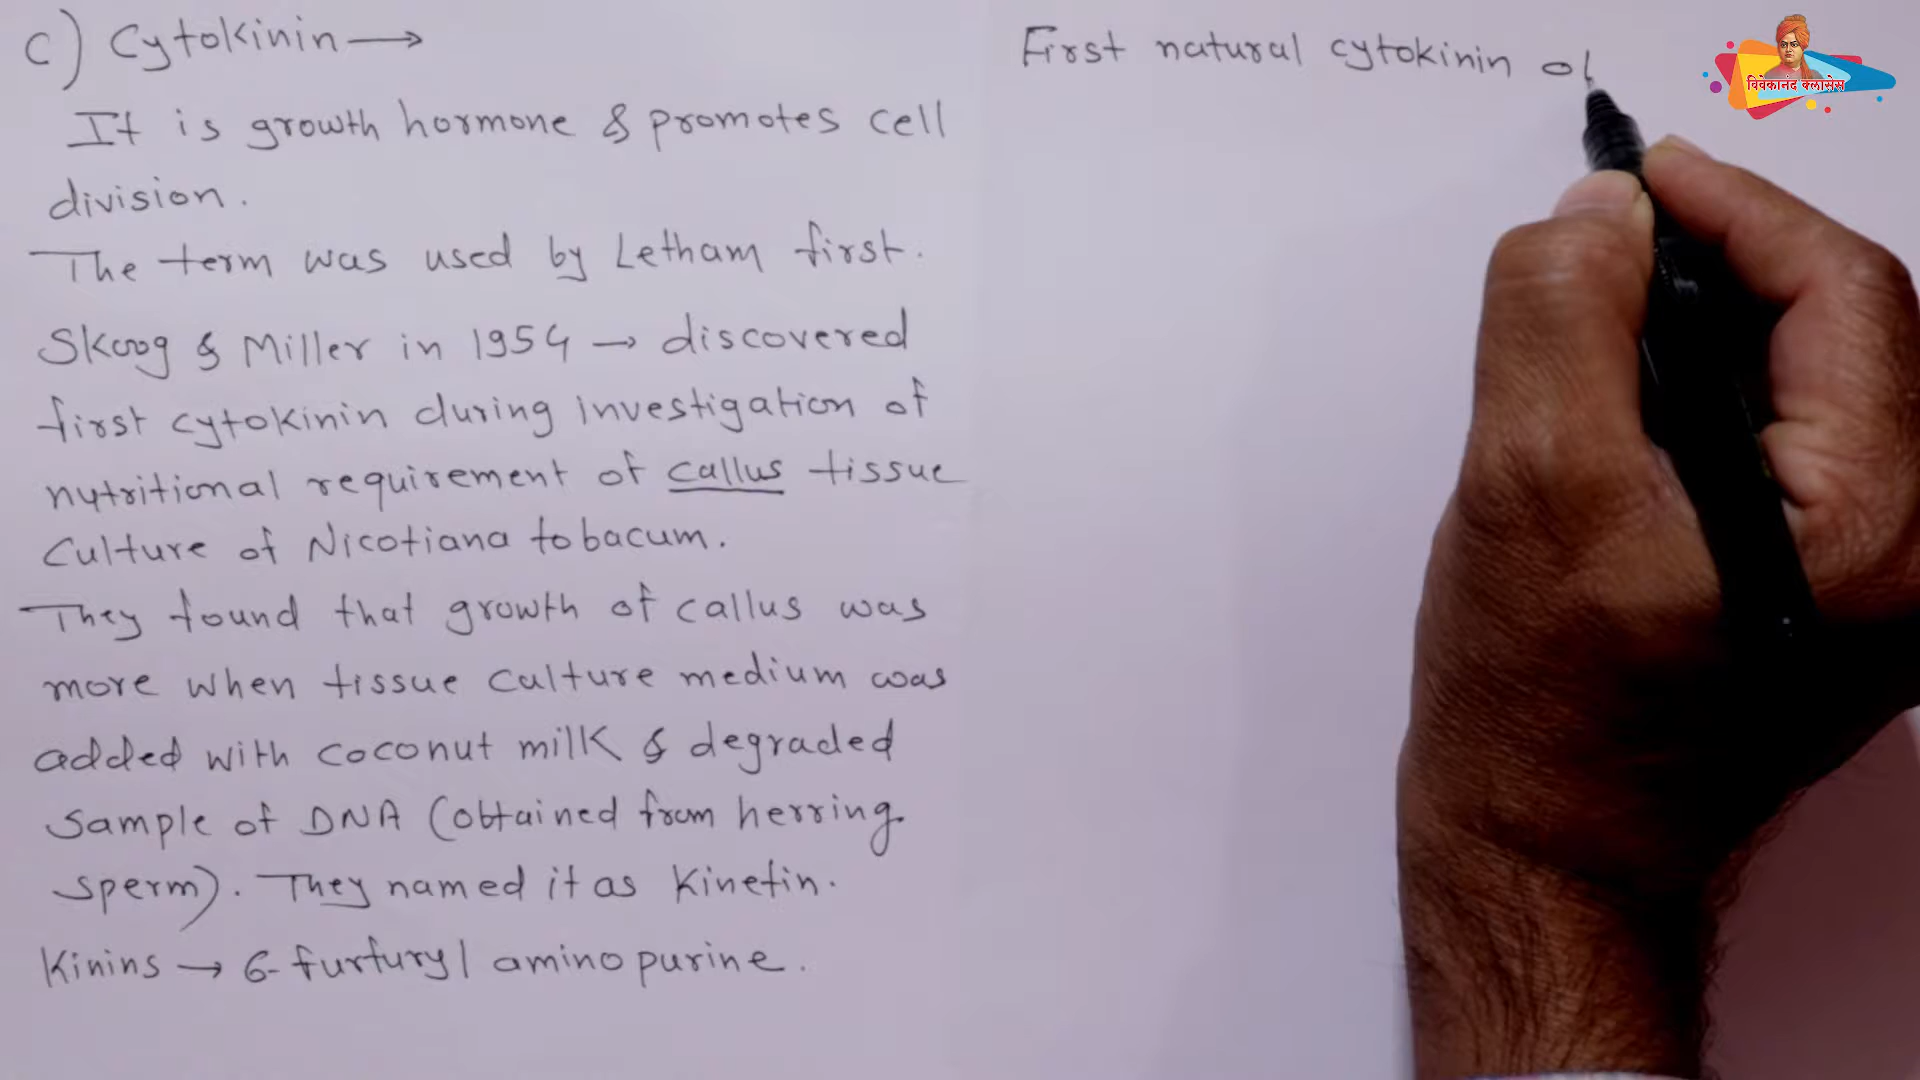 C) Cytokinin →
It is growth hormone & promotes cell
division.
The term was used by Letham first.
Skoog & Miller in 1954 → discovered
first cytokinin during investigation of
nutritional requirement of callus tissue
Culture of Nicotiana tobacum.
They found that growth of callus was
more when tissue culture medium was
added with coconut milk & degraded
Sample of DNA (obtained from herring
sperm). They named it as Kinetin.
Kinins → 6-furfuryl amino purine.
First natural cytokinin ob
विवेकानंद क्लासेस